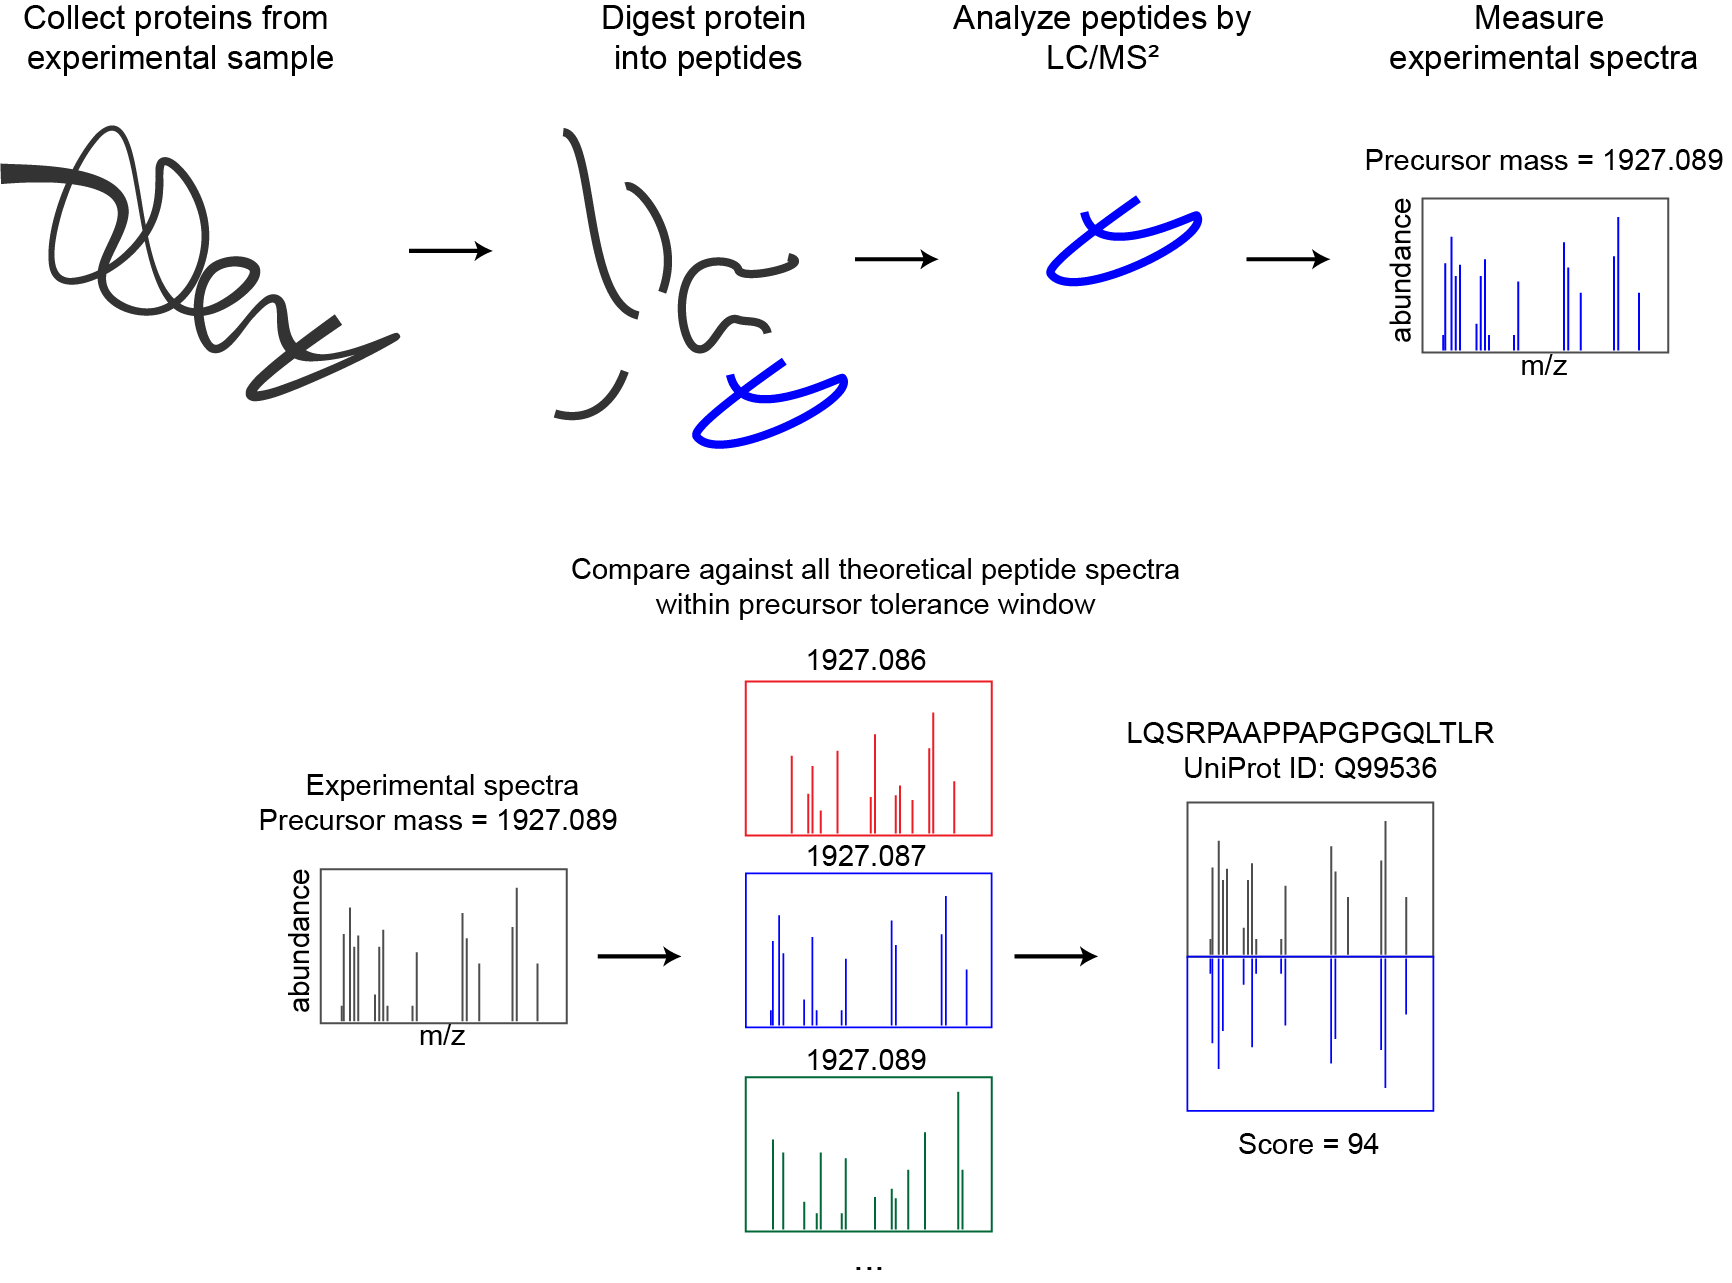 Collect proteins from
experimental sample
Digest protein
into peptides
Analyze peptides by
LC/MS²
Measure
experimental spectra
Precursor mass = 1927.089
abundance
m/z
Compare against all theoretical peptide spectra
within precursor tolerance window
1927.086
Experimental spectra
Precursor mass = 1927.089
abundance
m/z
1927.087
1927.089
...
LQSRPAAPPAPGPGQLTLR
UniProt ID: Q99536
Score = 94